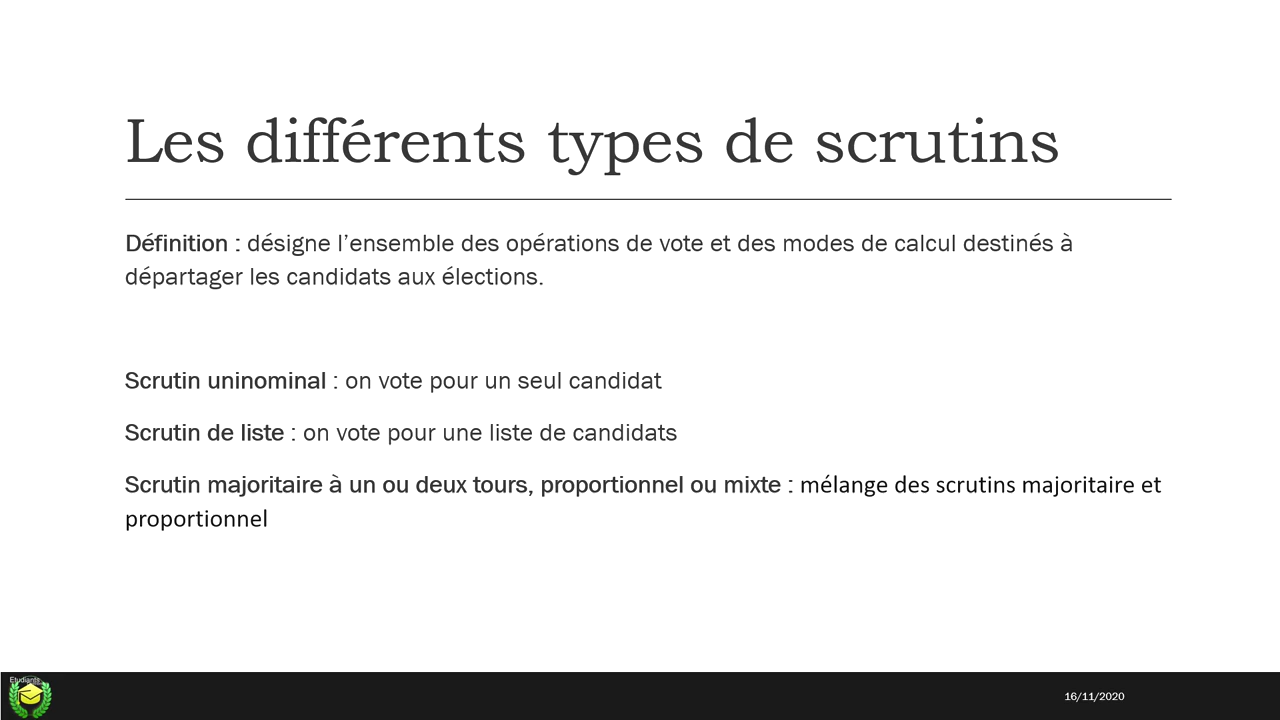 Les différents types de scrutins
Définition : désigne l’ensemble des opérations de vote et des modes de calcul destinés à
départager les candidats aux élections.
Scrutin uninominal : on vote pour un seul candidat
Scrutin de liste : on vote pour une liste de candidats
Scrutin majoritaire à un ou deux tours, proportionnel ou mixte : mélange des scrutins majoritaire et
proportionnel
Etudiants
16/11/2020